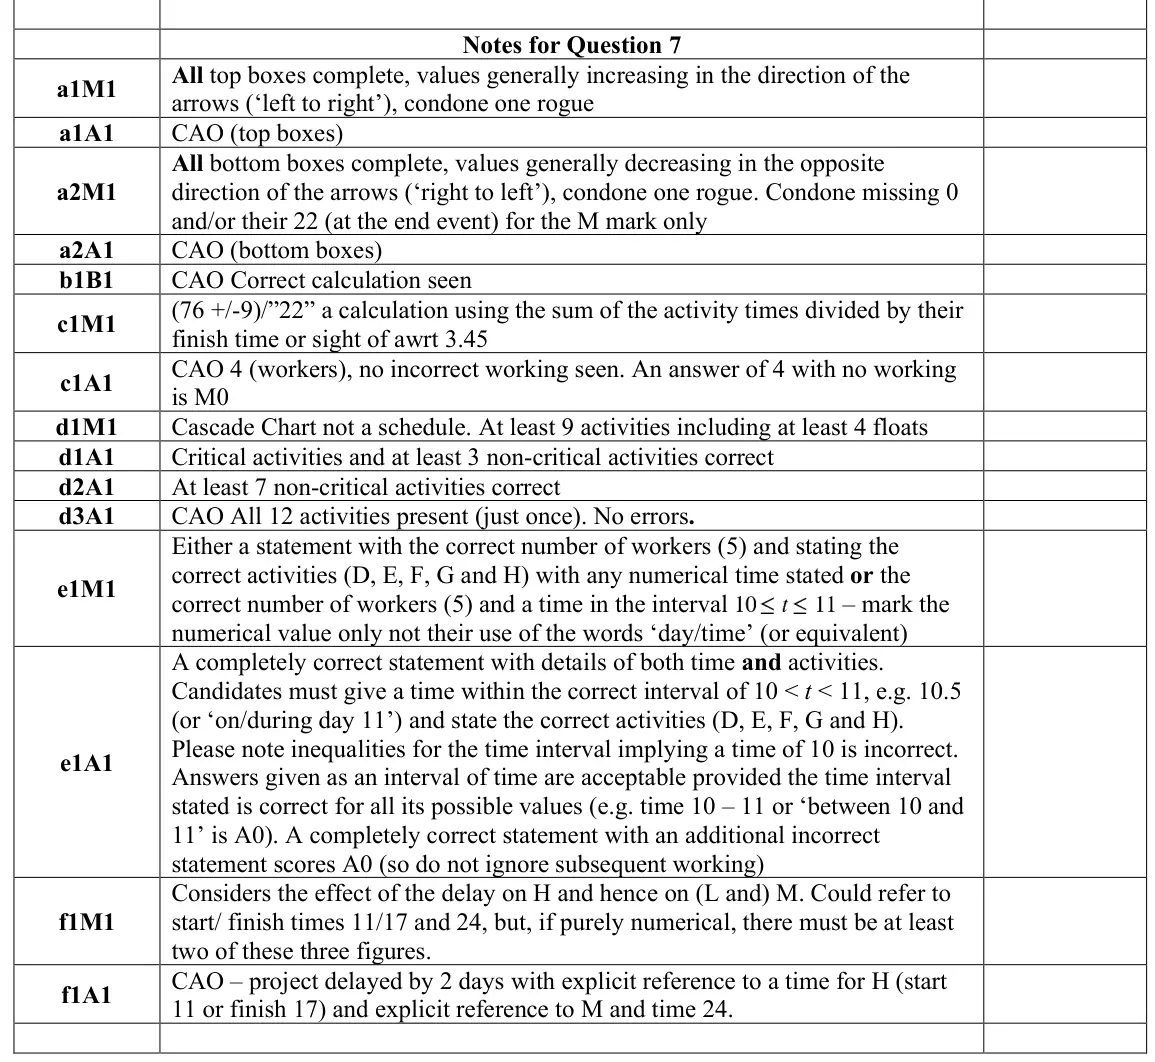 Notes for Question 7
a1M1
All top boxes complete, values generally increasing in the direction of the
arrows (‘left to right’), condone one rogue
a1A1
CAO (top boxes)
a2M1
All bottom boxes complete, values generally decreasing in the opposite
direction of the arrows (‘right to left’), condone one rogue. Condone missing 0
and/or their 22 (at the end event) for the M mark only
a2A1
CAO (bottom boxes)
b1B1
CAO Correct calculation seen
c1M1
(76 +/-9)/”22” a calculation using the sum of the activity times divided by their
finish time or sight of awrt 3.45
c1A1
CAO 4 (workers), no incorrect working seen. An answer of 4 with no working
is M0
d1M1
Cascade Chart not a schedule. At least 9 activities including at least 4 floats
d1A1
Critical activities and at least 3 non-critical activities correct
d2A1
At least 7 non-critical activities correct
d3A1
CAO All 12 activities present (just once). No errors.
e1M1
Either a statement with the correct number of workers (5) and stating the
correct activities (D, E, F, G and H) with any numerical time stated or the
correct number of workers (5) and a time in the interval 10 ≤ t ≤ 11 – mark the
numerical value only not their use of the words ‘day/time’ (or equivalent)
e1A1
A completely correct statement with details of both time and activities.
Candidates must give a time within the correct interval of 10 < t < 11, e.g. 10.5
(or ‘on/during day 11’) and state the correct activities (D, E, F, G and H).
Please note inequalities for the time interval implying a time of 10 is incorrect.
Answers given as an interval of time are acceptable provided the time interval
stated is correct for all its possible values (e.g. time 10 – 11 or ‘between 10 and
11’ is A0). A completely correct statement with an additional incorrect
statement scores A0 (so do not ignore subsequent working)
f1M1
Considers the effect of the delay on H and hence on (L and) M. Could refer to
start/ finish times 11/17 and 24, but, if purely numerical, there must be at least
two of these three figures.
f1A1
CAO – project delayed by 2 days with explicit reference to a time for H (start
11 or finish 17) and explicit reference to M and time 24.